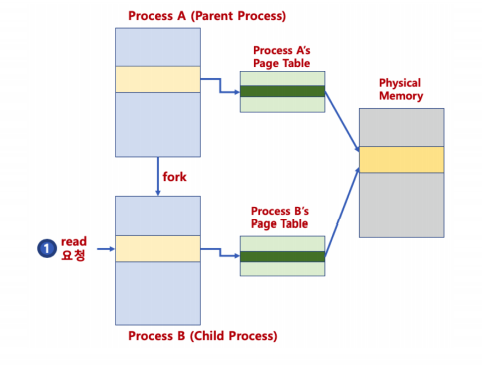 Process A (Parent Process)
Process A's
Page Table
Physical
Memory
fork
Process B's
Page Table
1 read
요청
Process B (Child Process)